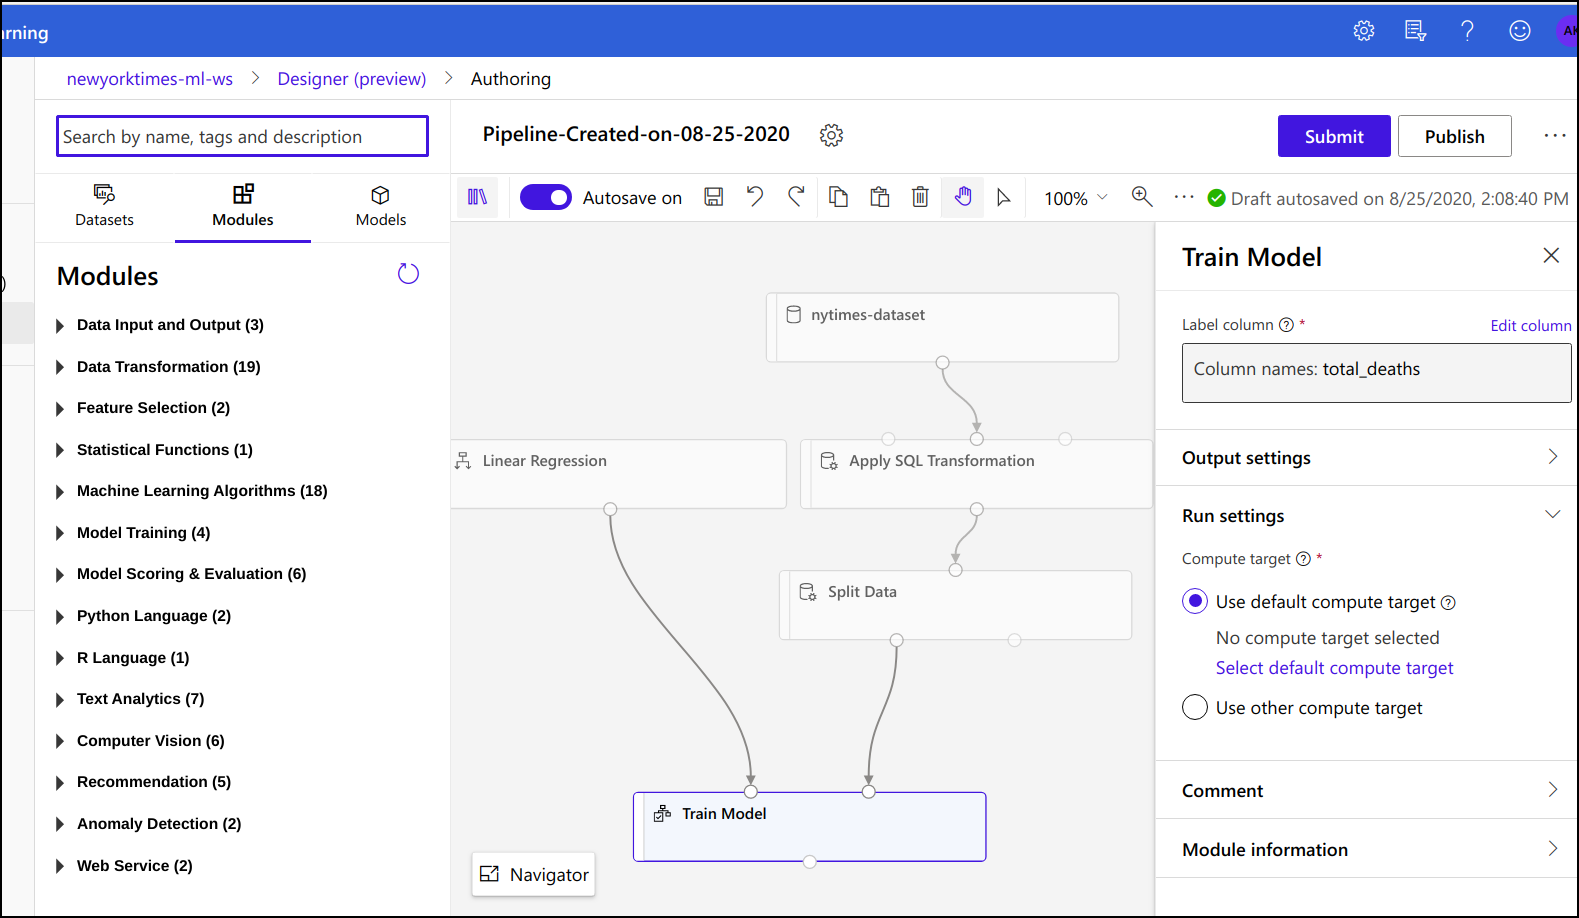 arning
AK
newyorktimes-ml-ws > Designer (preview) > Authoring
Search by name, tags and description
Pipeline-Created-on-08-25-2020
Submit
Publish
Datasets
Modules
Models
Autosave on
100%
Draft autosaved on 8/25/2020, 2:08:40 PM
Modules
Data Input and Output (3)
Data Transformation (19)
Feature Selection (2)
Statistical Functions (1)
Machine Learning Algorithms (18)
Model Training (4)
Model Scoring & Evaluation (6)
Python Language (2)
R Language (1)
Text Analytics (7)
Computer Vision (6)
Recommendation (5)
Anomaly Detection (2)
Web Service (2)
nytimes-dataset
Linear Regression
Apply SQL Transformation
Split Data
Train Model
Navigator
Train Model
Label column ? *
Edit column
Column names: total_deaths
Output settings
Run settings
Compute target ? *
Use default compute target ?
No compute target selected
Select default compute target
Use other compute target
Comment
Module information